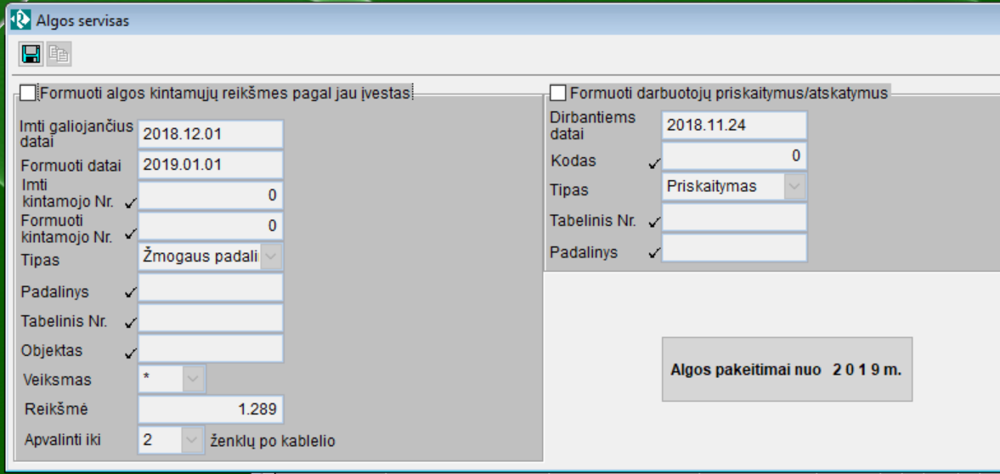 Algos servisas
Formuoti algos kintamųjų reikšmes pagal jau įvestas
Imti galiojančius
datai
2018.12.01
Formuoti datai
2019.01.01
Imti
kintamojo Nr.
0
Formuoti
kintamojo Nr.
0
Tipas
Žmogaus padali
Padalinys
Tabelinis Nr.
Objektas
Veiksmas
*
Reikšmė
1.289
Apvalinti iki
2
ženklų po kablelio
Formuoti darbuotojų priskaitymus/atskatymus
Dirbantiems
datai
2018.11.24
Kodas
0
Tipas
Priskaitymas
Tabelinis Nr.
Padalinys
Algos pakeitimai nuo 2 0 1 9 m.